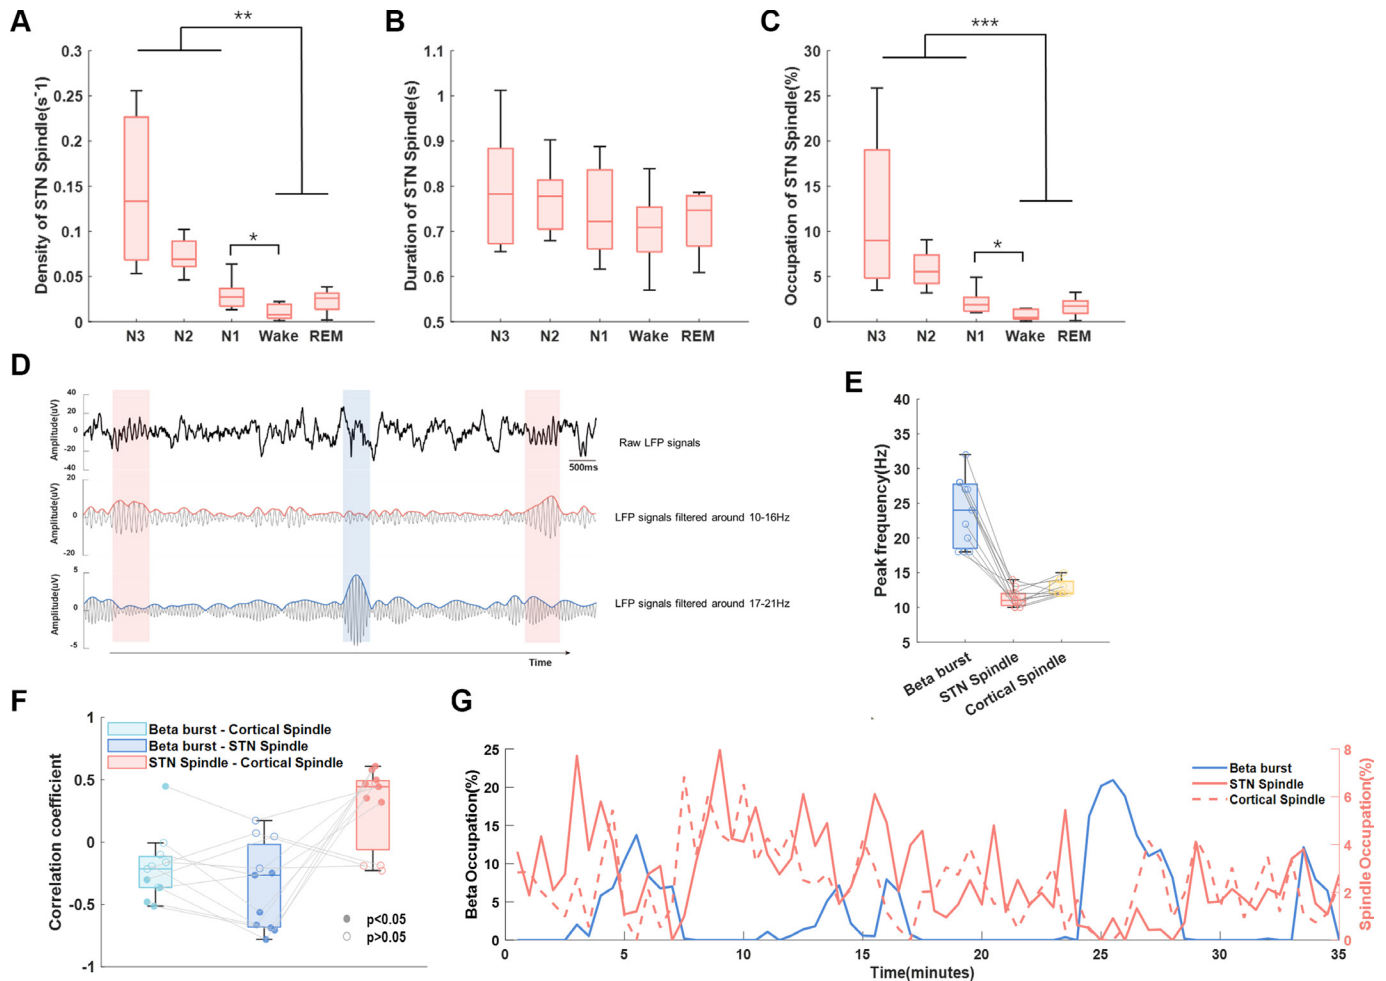 A
Density of STN Spindle(s⁻1)
0.3
0.25
0.2
0.15
0.1
0.05
0
**
*
N3 N2 N1 Wake REM
B
Duration of STN Spindle(s)
1.1
1
0.9
0.8
0.7
0.6
0.5
N3 N2 N1 Wake REM
C
Occupation of STN Spindle(%)
30
25
20
15
10
5
0
***
*
N3 N2 N1 Wake REM
D
Amplitude(uV)
40
20
0
-20
-40
Raw LFP signals
500ms
Amplitude(uV)
20
0
-20
LFP signals filtered around 10-16Hz
Amplitude(uV)
5
0
-5
LFP signals filtered around 17-21Hz
Time
E
Peak frequency(Hz)
40
35
30
25
20
15
10
5
Beta burst
STN Spindle
Cortical Spindle
F
Correlation coefficient
1
0.5
0
-0.5
-1
Beta burst - Cortical Spindle
Beta burst - STN Spindle
STN Spindle - Cortical Spindle
p<0.05
p>0.05
G
Beta Occupation(%)
25
20
15
10
5
0
Beta burst
STN Spindle
Cortical Spindle
8
6
4
2
0
Spindle Occupation(%)
0 5 10 15 20 25 30 35
Time(minutes)